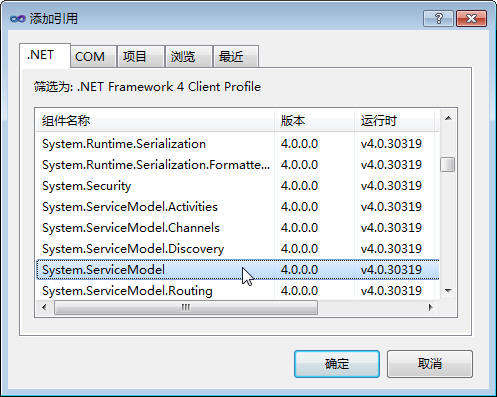 添加引用
.NET COM 项目 浏览 最近
筛选为: .NET Framework 4 Client Profile
组件名称 版本 运行时
System.Runtime.Serialization 4.0.0.0 v4.0.30319
System.Runtime.Serialization.Formatte... 4.0.0.0 v4.0.30319
System.Security 4.0.0.0 v4.0.30319
System.ServiceModel.Activities 4.0.0.0 v4.0.30319
System.ServiceModel.Channels 4.0.0.0 v4.0.30319
System.ServiceModel.Discovery 4.0.0.0 v4.0.30319
System.ServiceModel 4.0.0.0 v4.0.30319
System.ServiceModel.Routing 4.0.0.0 v4.0.30319
确定 取消